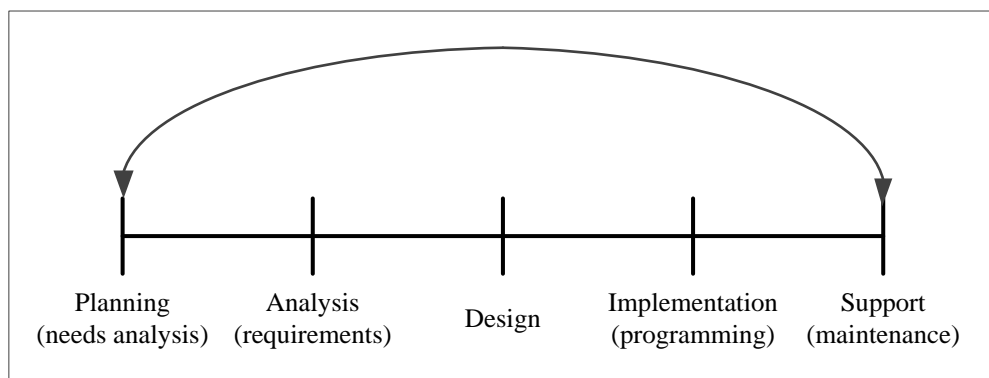 Planning
(needs analysis)
Analysis
(requirements)
Design
Implementation
(programming)
Support
(maintenance)